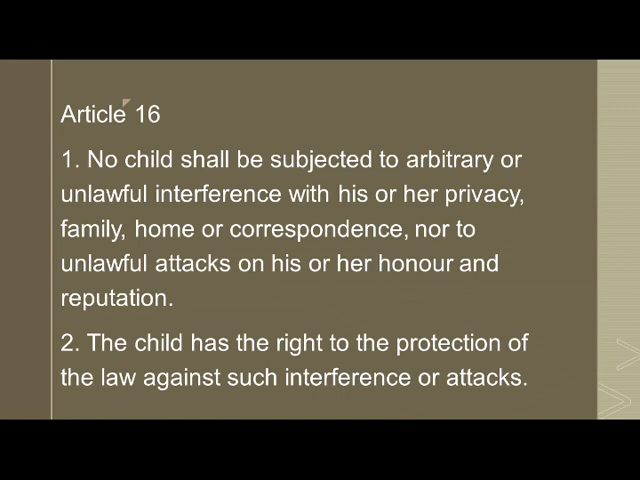 Article 16
1. No child shall be subjected to arbitrary or
unlawful interference with his or her privacy,
family, home or correspondence, nor to
unlawful attacks on his or her honour and
reputation.
2. The child has the right to the protection of
the law against such interference or attacks.